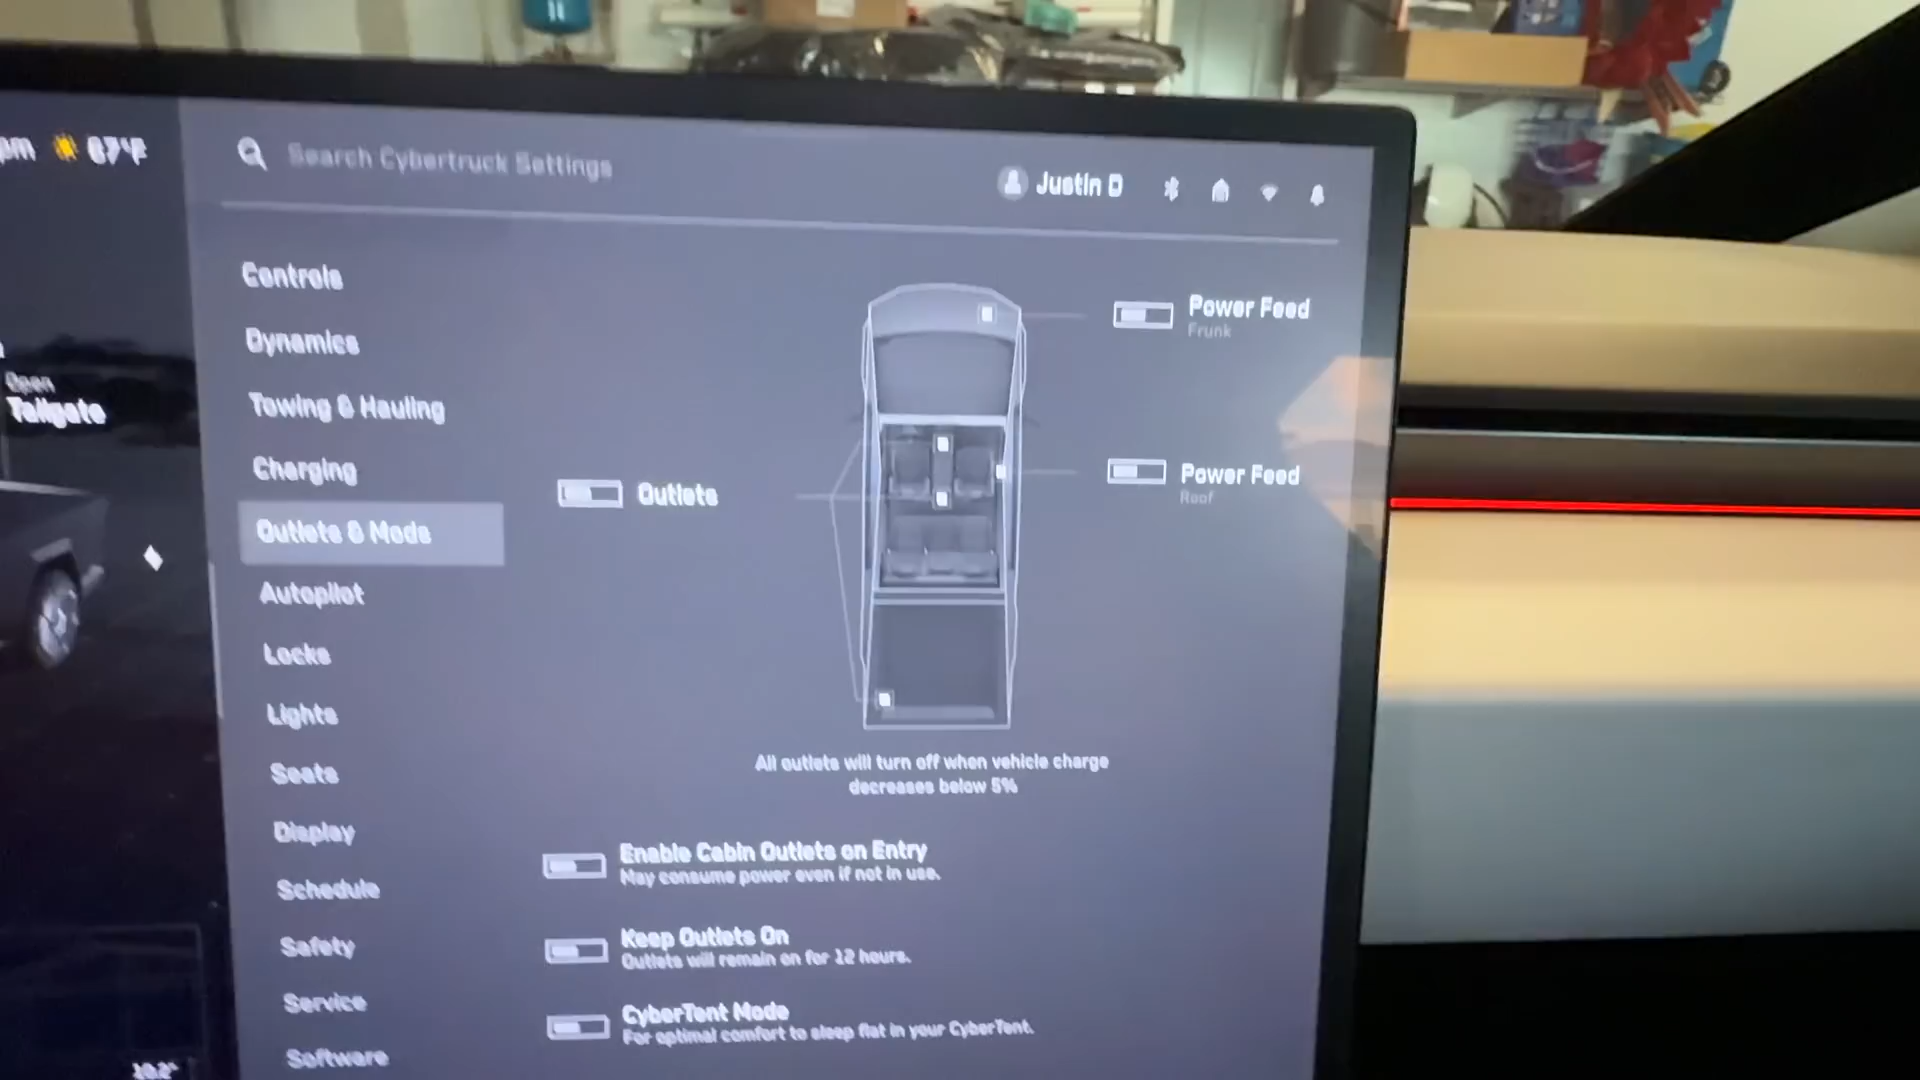 pm 67°F
Search Cybertruck Settings
Justin D
Controls
Dynamics
Towing & Hauling
Charging
Outlets & Mods
Autopilot
Locks
Lights
Seats
Display
Schedule
Safety
Service
Software
Open
Tailgate
Power Feed
Frunk
Outlets
Power Feed
Roof
All outlets will turn off when vehicle charge
decreases below 5%
Enable Cabin Outlets on Entry
May consume power even if not in use.
Keep Outlets On
Outlets will remain on for 12 hours.
CyberTent Mode
For optimal comfort to sleep flat in your CyberTent.